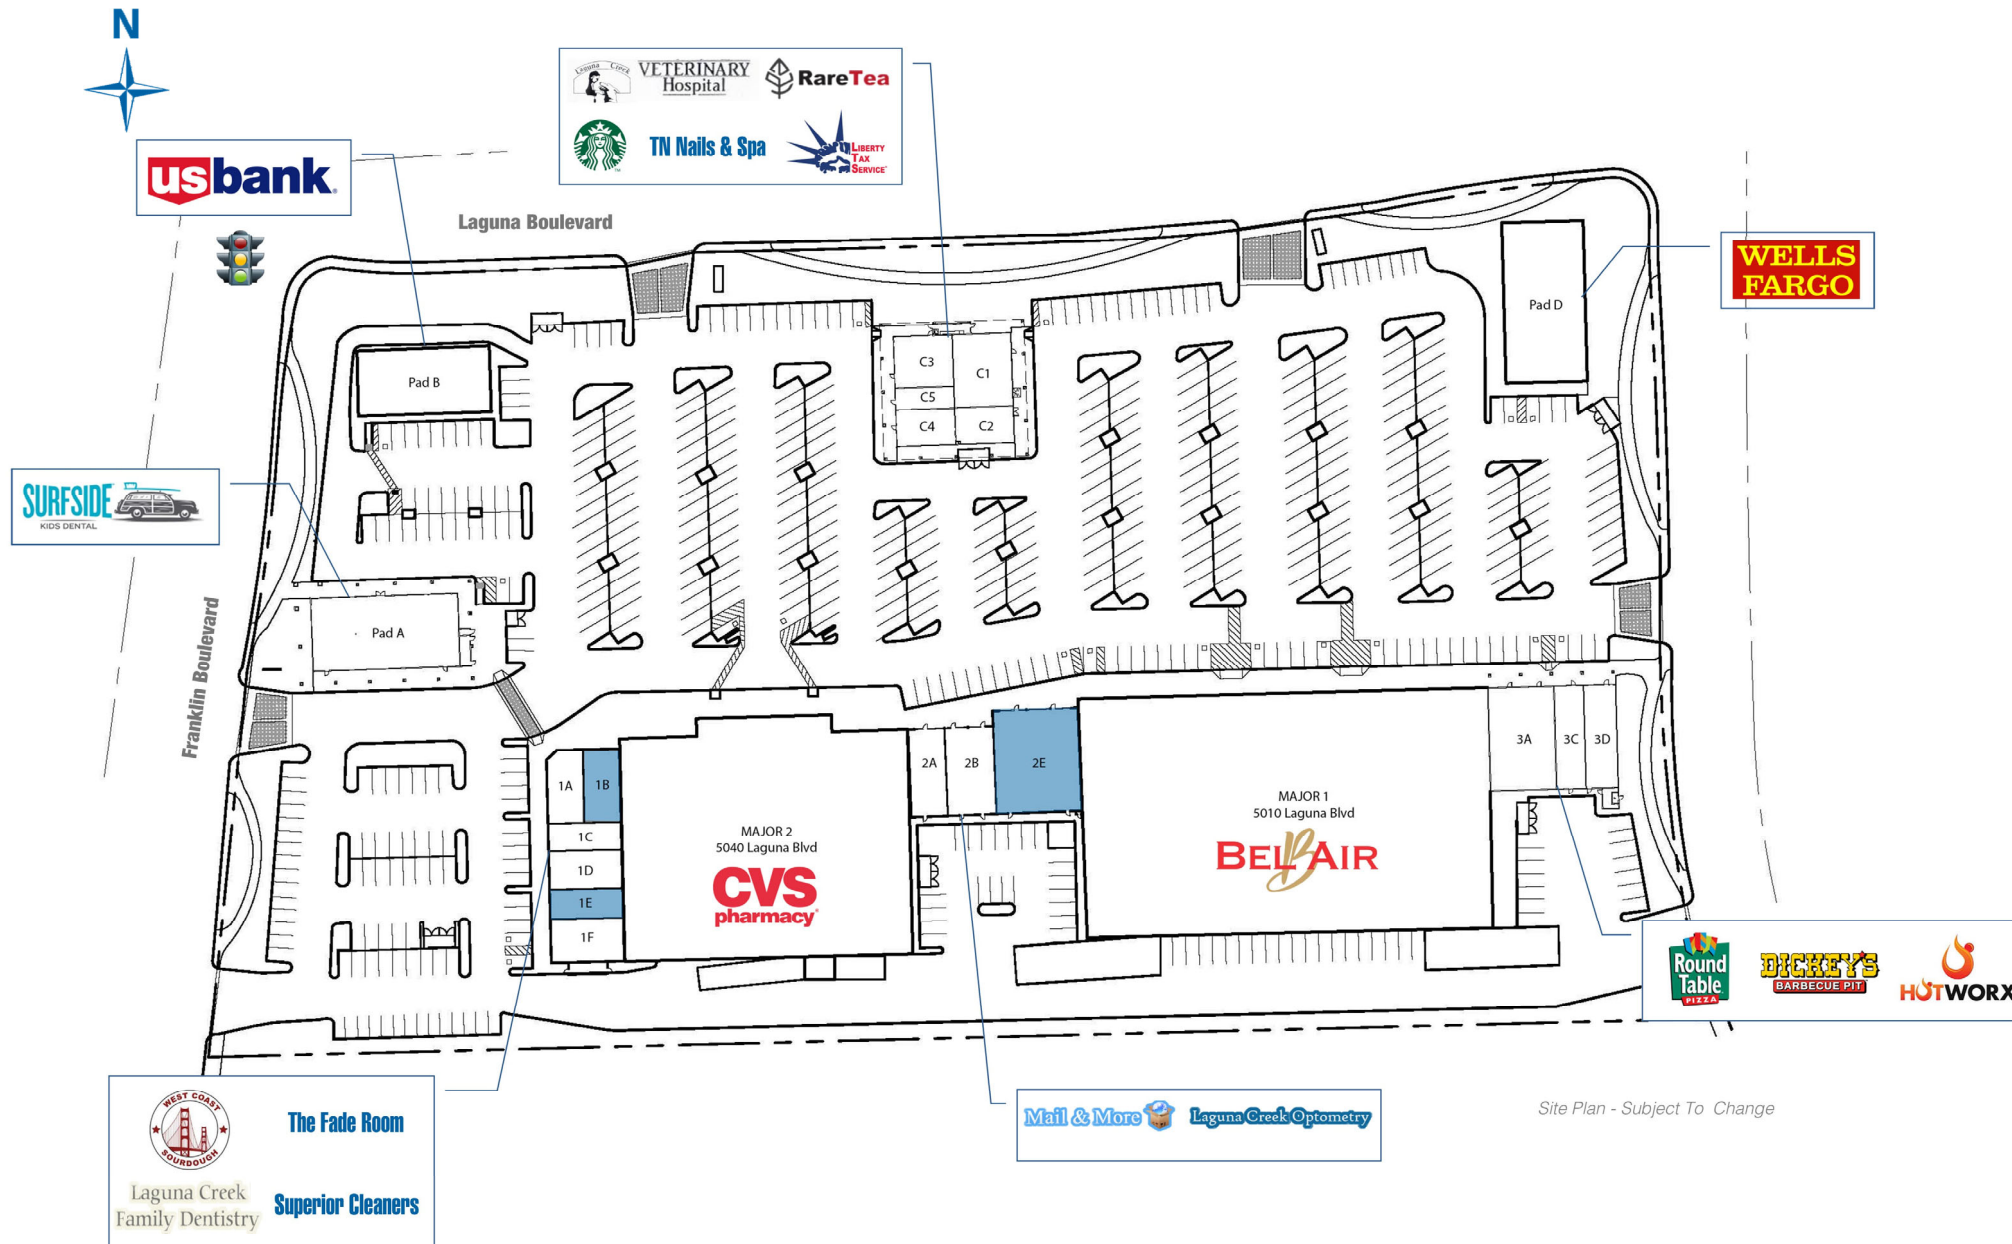 N
Laguna Creek
VETERINARY
Hospital
RareTea
TN Nails & Spa
LIBERTY
TAX
SERVICE
usbank
Laguna Boulevard
WELLS
FARGO
Pad D
C3
C1
Pad B
C5
C4
C2
SURFSIDE
KIDS DENTAL
Pad A
Franklin Boulevard
1A
1B
2A
2B
2E
3A
3C
3D
MAJOR 1
5010 Laguna Blvd
BEL AIR
1C
MAJOR 2
5040 Laguna Blvd
1D
CVS
pharmacy
1E
1F
Round
Table
PIZZA
DICKEY'S
BARBECUE PIT
HOTWORX
WEST COAST
SOURDOUGH
The Fade Room
Mail & More
Laguna Creek Optometry
Site Plan - Subject To Change
Laguna Creek
Family Dentistry
Superior Cleaners